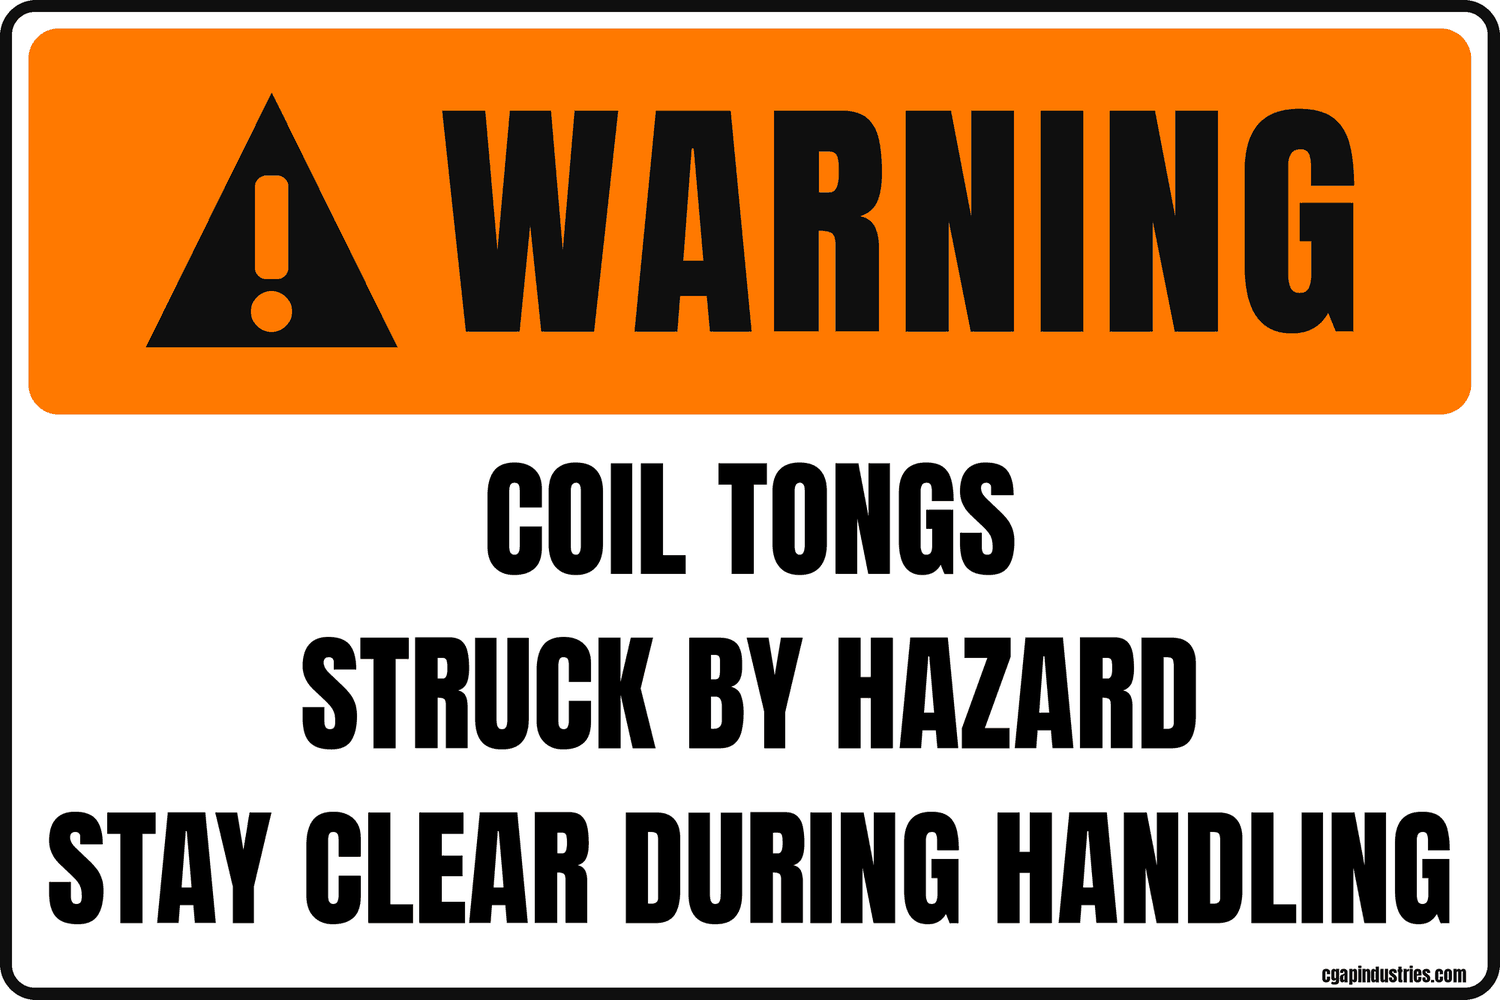 WARNING
COIL TONGS
STRUCK BY HAZARD
STAY CLEAR DURING HANDLING
cgapindustries.com